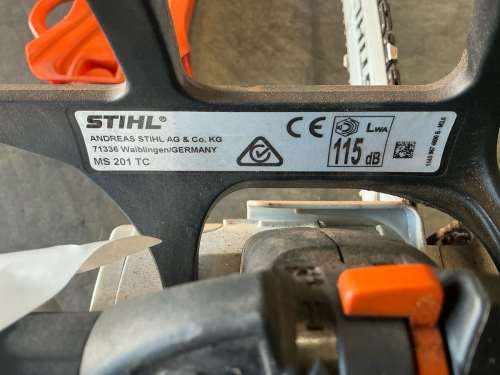 STIHL®
ANDREAS STIHL AG & Co. KG
71336 Waiblingen/GERMANY
MS 201 TC
CE
LWA
115 dB